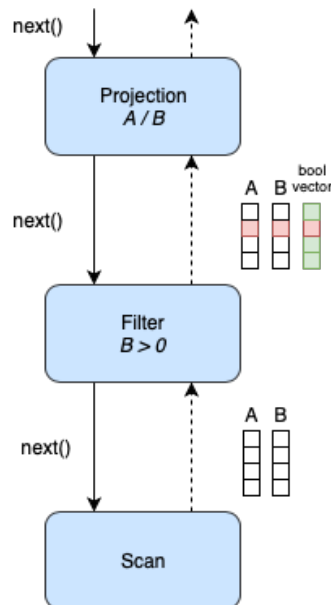 next()
Projection
A / B
bool
A B vector
next()
Filter
B > 0
A B
next()
Scan